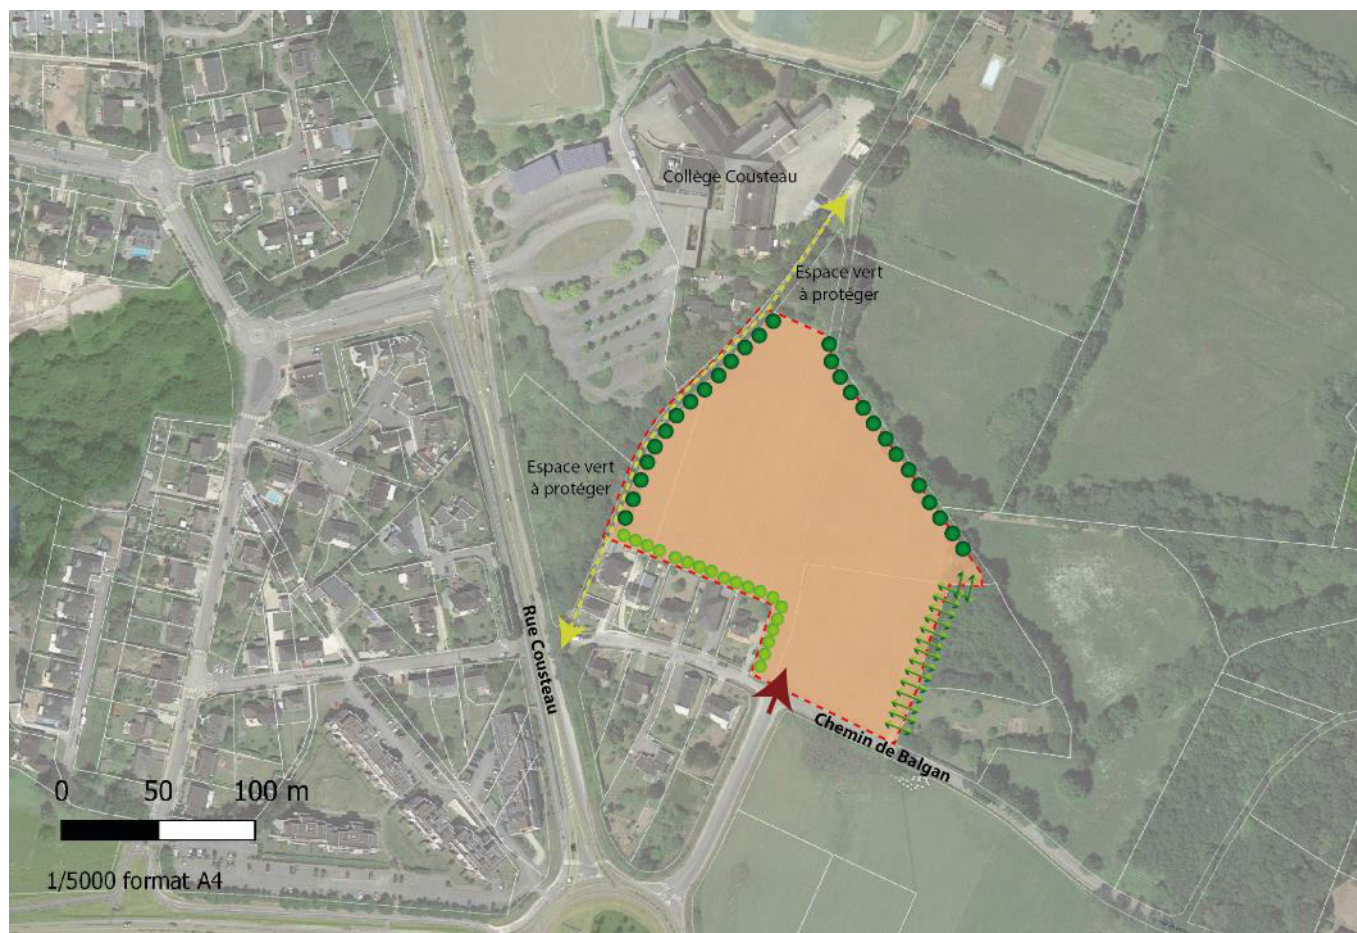 Collège Cousteau
Espace vert
à protéger
Espace vert
à protéger
Rue Cousteau
Chemin de Balgan
0 50 100 m
1/5000 format A4